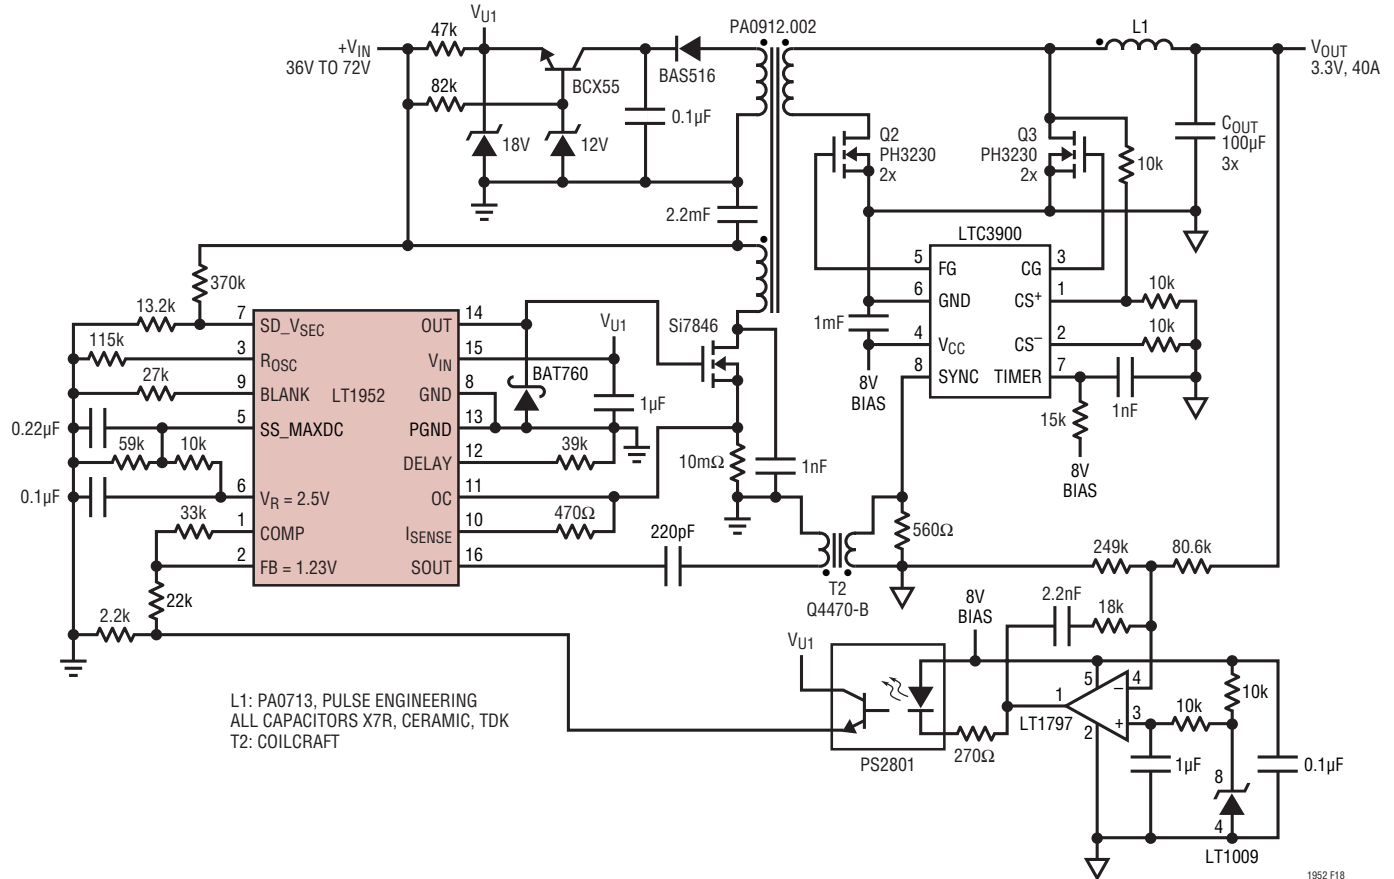 V_U1
PA0912.002
L1
+V_IN
36V TO 72V
47k
BCX55
BAS516
V_OUT
3.3V, 40A
82k
18V
12V
0.1µF
Q2
PH3230
2x
Q3
PH3230
2x
10k
C_OUT
100µF
3x
2.2mF
LTC3900
5
FG
CG
3
6
GND
CS+
1
4
V_CC
CS−
2
8
SYNC
TIMER
7
10k
10k
1mF
8V
BIAS
15k
1nF
8V
BIAS
370k
13.2k
115k
27k
0.22µF
59k
10k
0.1µF
33k
22k
2.2k
LT1952
7
SD_V_SEC
OUT
14
3
R_OSC
V_IN
15
9
BLANK
GND
8
5
SS_MAXDC
PGND
13
DELAY
12
6
V_R = 2.5V
OC
11
1
COMP
I_SENSE
10
2
FB = 1.23V
SOUT
16
Si7846
V_U1
BAT760
1µF
39k
470Ω
10mΩ
1nF
220pF
T2
Q4470-B
560Ω
249k
80.6k
8V
BIAS
2.2nF
18k
V_U1
PS2801
270Ω
1
5
4
−
LT1797
+
3
2
10k
10k
1µF
8
4
LT1009
0.1µF
L1: PA0713, PULSE ENGINEERING
ALL CAPACITORS X7R, CERAMIC, TDK
T2: COILCRAFT
1952 F18